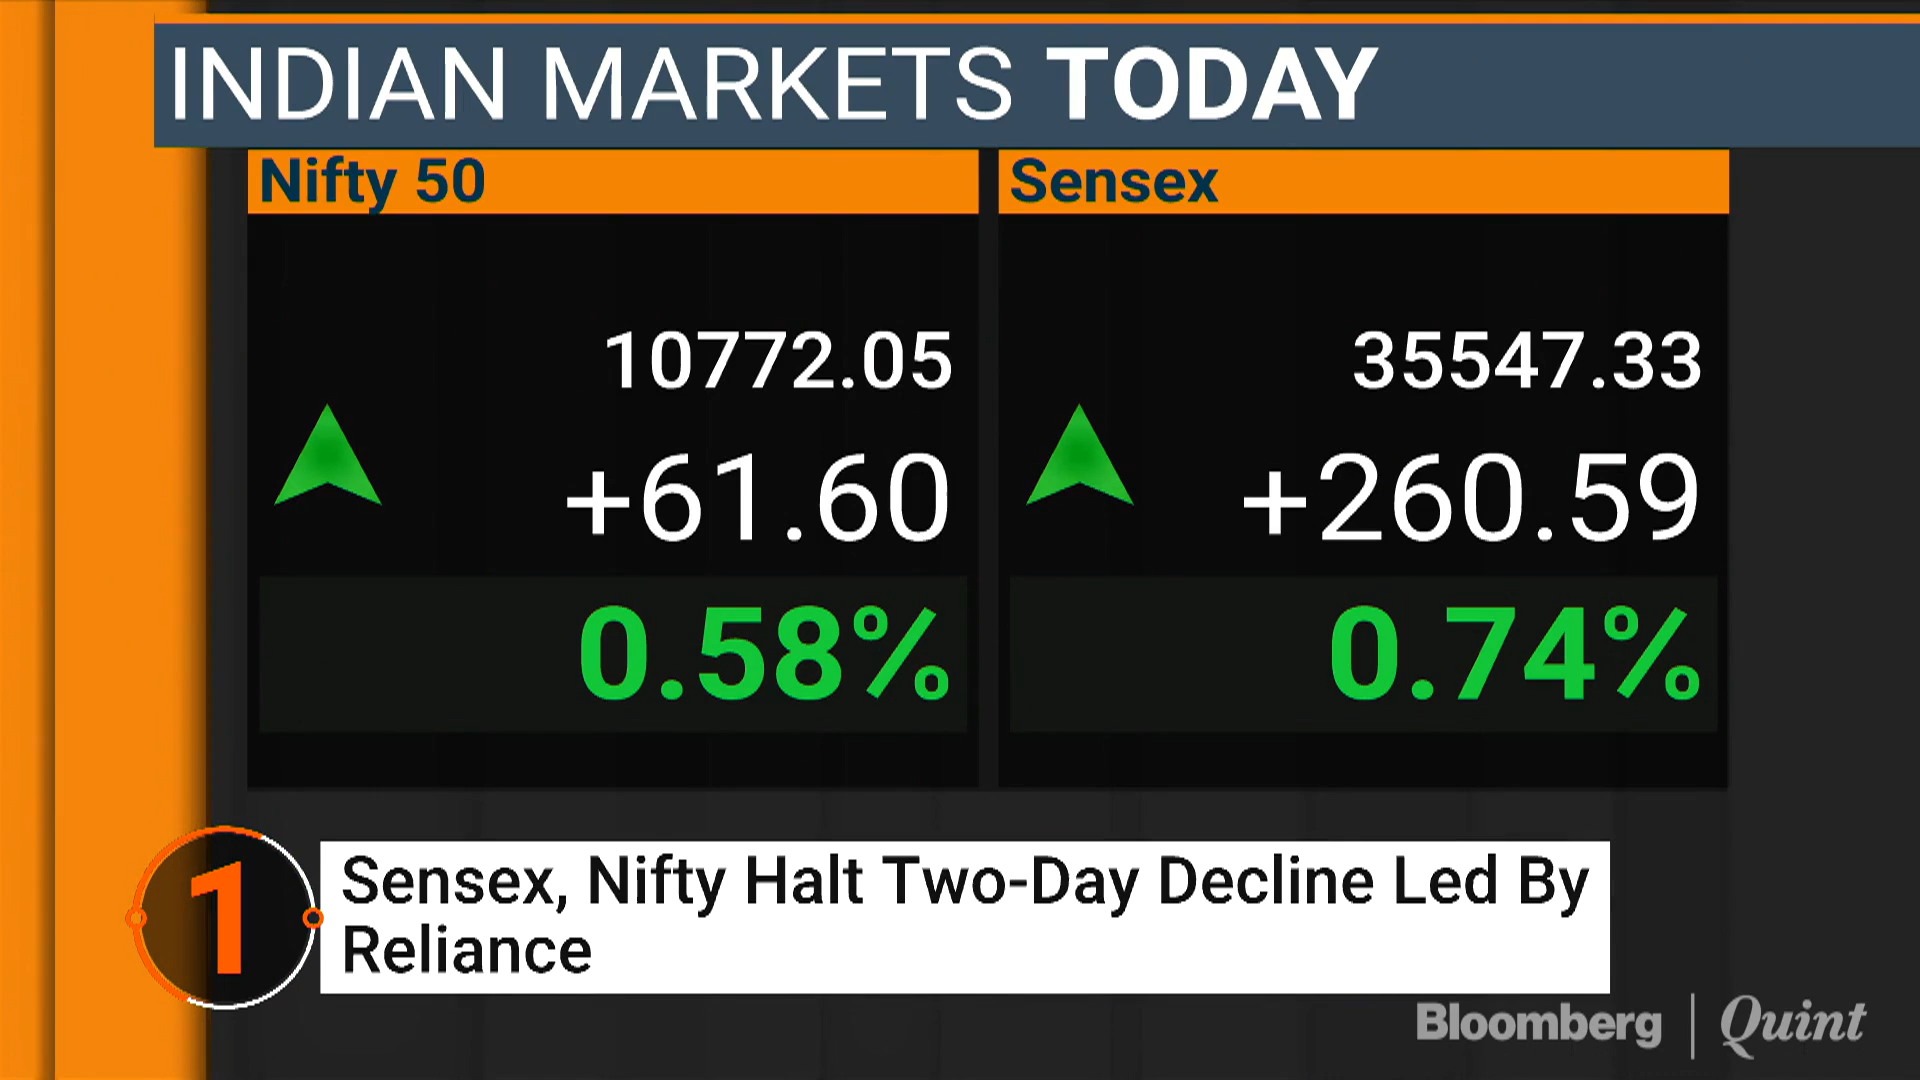 INDIAN MARKETS TODAY
Nifty 50
10772.05
+61.60
0.58%
Sensex
35547.33
+260.59
0.74%
1
Sensex, Nifty Halt Two-Day Decline Led By
Reliance
Bloomberg | Quint